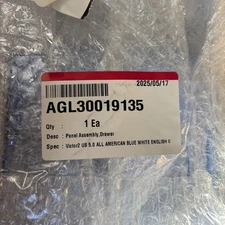 2025/05/17
AGL30019135
Qty : 1 Ea
Desc : Panel Assembly,Drawer
Spec : Victor2 UB 5.0 ALL AMERICAN BLUE WHITE ENGLISH